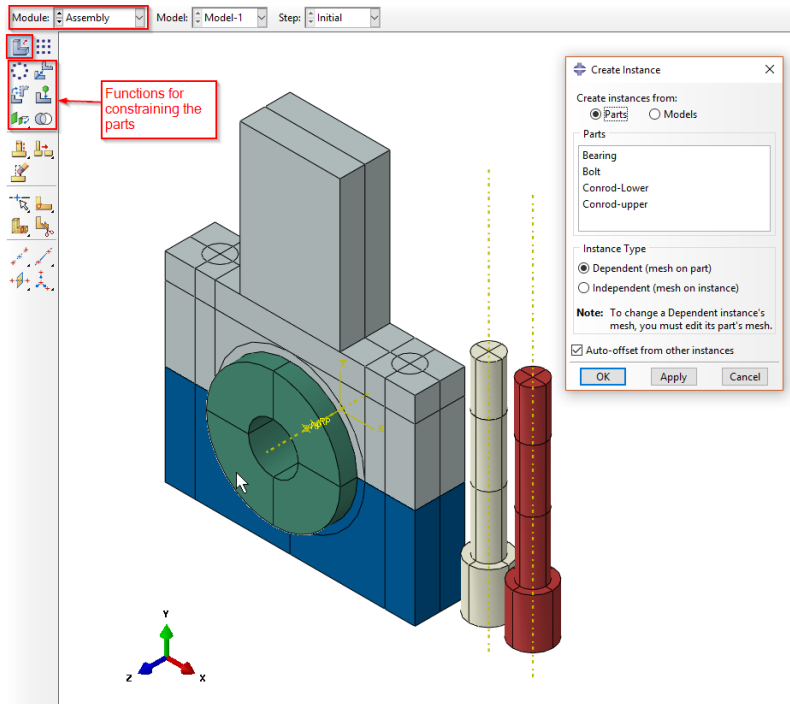 Module: Assembly Model: Model-1 Step: Initial
Functions for
constraining the
parts
Create Instance
Create instances from:
Parts Models
Parts
Bearing
Bolt
Conrod-Lower
Conrod-upper
Instance Type
Dependent (mesh on part)
Independent (mesh on instance)
Note: To change a Dependent instance's
mesh, you must edit its part's mesh.
Auto-offset from other instances
OK Apply Cancel
Y
Z X